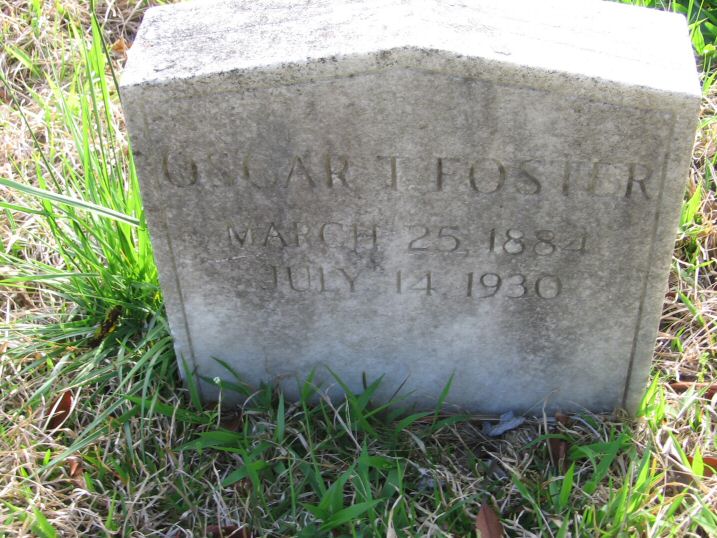 OSCAR T. FOSTER
MARCH 25, 1884
JULY 14, 1930